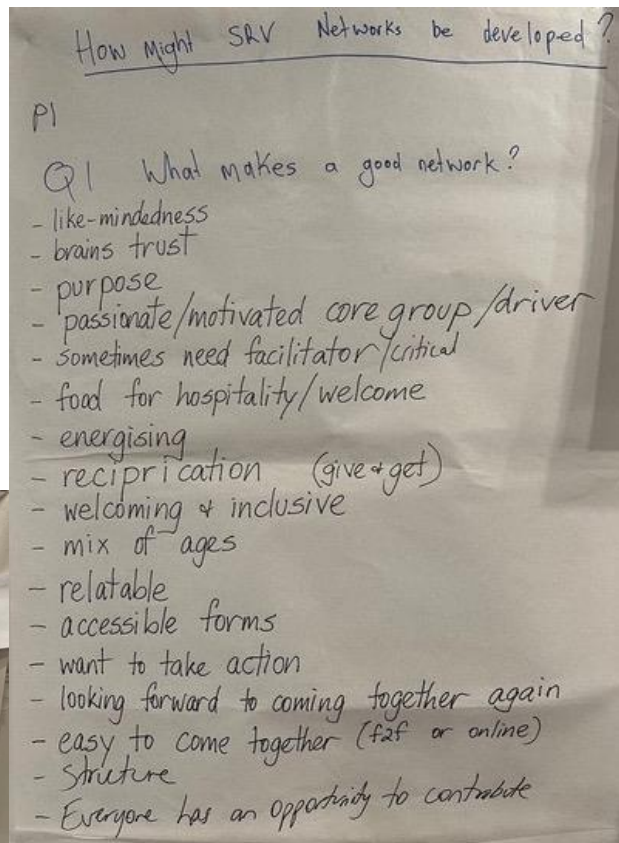 How Might SRV Networks be developed?
P1
Q1 What makes a good network?
- like-mindedness
- brains trust
- purpose
- passionate/motivated core group/driver
- sometimes need facilitator/critical
- food for hospitality/welcome
- energising
- reciprication (give & get)
- welcoming & inclusive
- mix of ages
- relatable
- accessible forms
- want to take action
- looking forward to coming together again
- easy to come together (f2f or online)
- Structure
- Everyone has an opportunity to contrabute